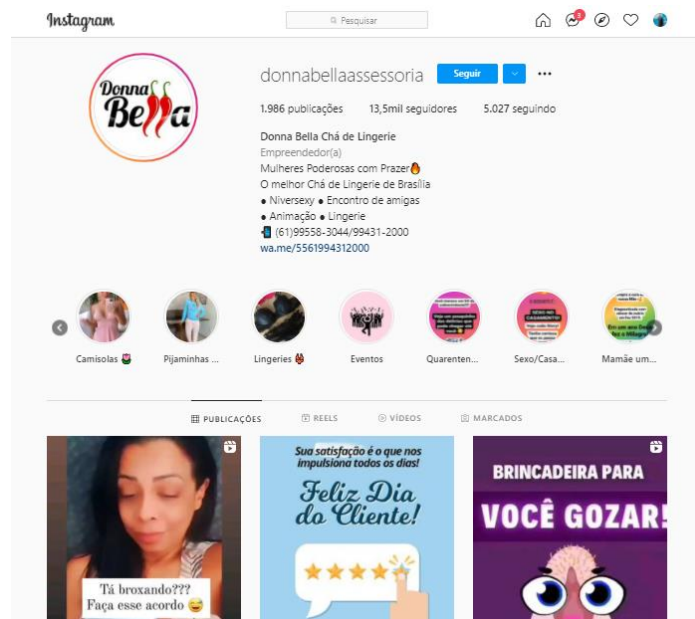 Instagram
Pesquisar
3
Donna
Bella
donnabellaassessoria
Seguir
1.986 publicações 13,5mil seguidores 5.027 seguindo
Donna Bella Chá de Lingerie
Empreendedor(a)
Mulheres Poderosas com Prazer🔥
O melhor Chá de Lingerie de Brasília
● Niversexy ● Encontro de amigas
● Animação ● Lingerie
📲 (61)99558-3044/99431-2000
wa.me/5561994312000
Camisolas 🌷
Pijaminhas ...
Lingeries 👙
Eventos
Quarenten...
Sexo/Casa...
Mamãe um...
PUBLICAÇÕES
REELS
VÍDEOS
MARCADOS
Tá broxando???
Faça esse acordo 😅
Sua satisfação é o que nos
impulsiona todos os dias!
Feliz Dia
do Cliente!
BRINCADEIRA PARA
VOCÊ GOZAR!